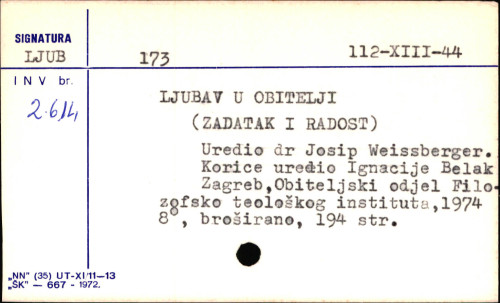 SIGNATURA
LJUB
173
112-XIII-44
INV br.
2614
LJUBAV U OBITELJI
(ZADATAK I RADOST)
Uredio dr Josip Weissberger.
Korice uredio Ignacije Belak
Zagreb,Obiteljski odjel Filo-
zofsko teološkog instituta,1974
8°, broširano, 194 str.
„NN” (35) UT-XI 11—13
„ŠK” — 667 - 1972.